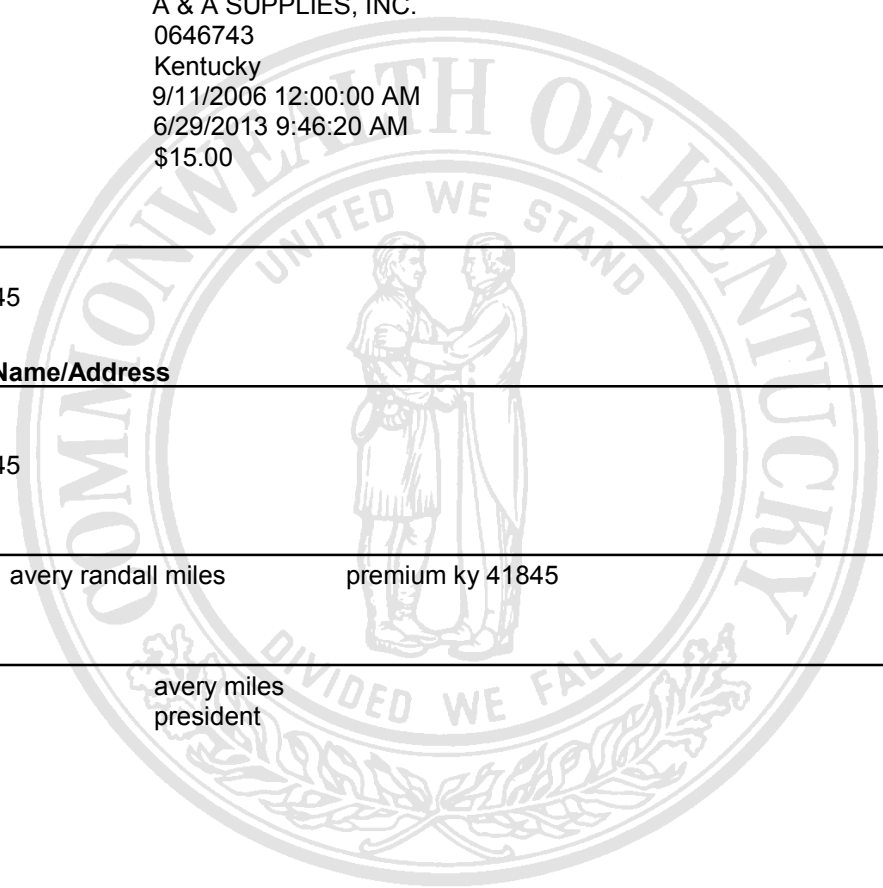 A & A SUPPLIES, INC.
0646743
Kentucky
9/11/2006 12:00:00 AM
6/29/2013 9:46:20 AM
$15.00
45
Name/Address
45
avery randall miles premium ky 41845
avery miles
president
COMMONWEALTH OF KENTUCKY
UNITED WE STAND
DIVIDED WE FALL